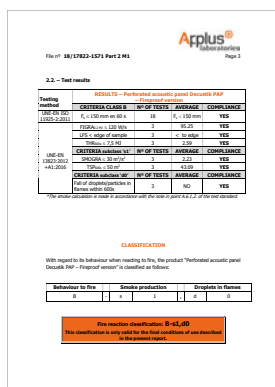 Applus⊕
laboratories
File nº 18/17822-1571 Part 2 M1 Page 3
2.2. – Test results
Testing method
RESULTS – Perforated acoustic panel Decustik PAP – Fireproof version
CRITERIA CLASS B Nº OF TESTS AVERAGE COMPLIANCE
UNE-EN ISO 11925-2:2011 Fs ≤ 150 mm en 60 s 18 Fs < 150 mm YES
FIGRA0,2 MJ ≤ 120 W/s 3 95.25 YES
LFS < edge of sample 3 < to edge YES
THR600s ≤ 7,5 MJ 3 2,59 YES
UNE-EN 13823:2012 +A1:2016
CRITERIA subclass 's1' Nº OF TESTS AVERAGE COMPLIANCE
SMOGRA ≤ 30 m²/s² 3 2,23 YES
TSP600s ≤ 50 m² 3 43,09 YES
CRITERIA subclass 'd0' Nº OF TESTS AVERAGE COMPLIANCE
Fall of droplets/particles in flames within 600s 3 NO YES
*The smoke calculation is made in accordance with the note in point A.6.1.2. of the test standard.
CLASSIFICATION
With regard to its behaviour when reacting to fire, the product "Perforated acoustic panel
Decustik PAP – Fireproof version" is classified as follows:
Behaviour to fire Smoke production Droplets in flames
B - s 1 , d 0
Fire reaction classification: B-s1,d0
This classification is only valid for the final conditions of use described
in the present report.